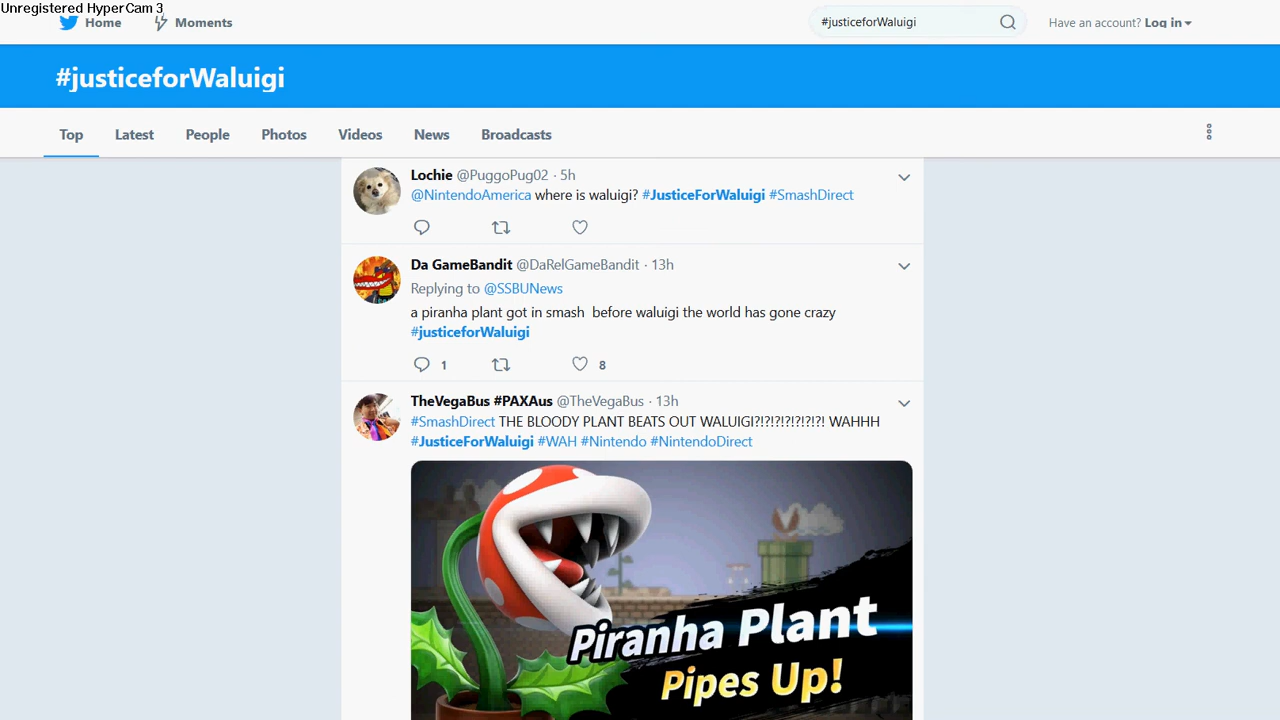 Unregistered HyperCam 3
Home Moments #justiceforWaluigi Have an account? Log in
#justiceforWaluigi
Top Latest People Photos Videos News Broadcasts
Lochie @PuggoPug02 · 5h
@NintendoAmerica where is waluigi? #JusticeForWaluigi #SmashDirect
Da GameBandit @DaRelGameBandit · 13h
Replying to @SSBUNews
a piranha plant got in smash before waluigi the world has gone crazy
#justiceforWaluigi
1 8
TheVegaBus #PAXAus @TheVegaBus · 13h
#SmashDirect THE BLOODY PLANT BEATS OUT WALUIGI?!?!?!?!?!?!?! WAHHH
#JusticeForWaluigi #WAH #Nintendo #NintendoDirect
Piranha Plant
Pipes Up!